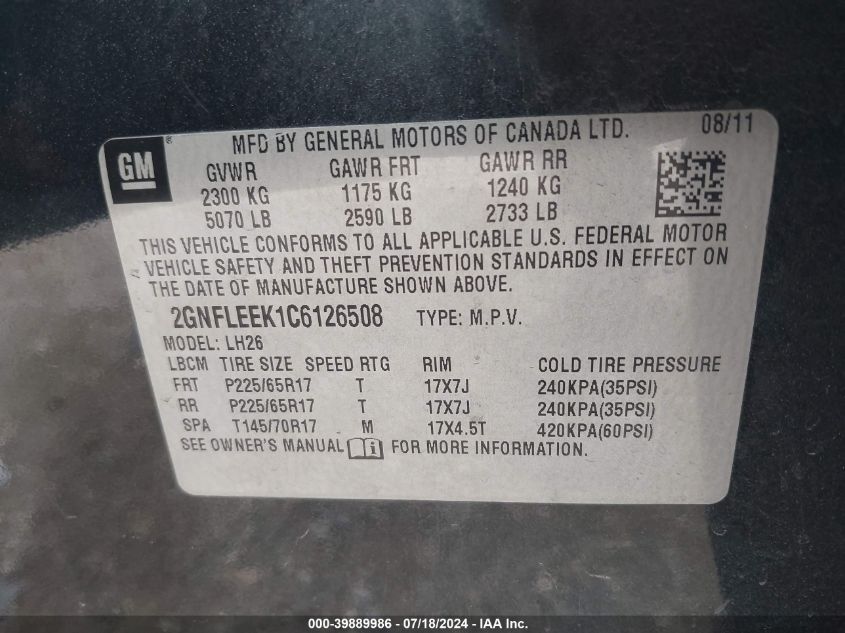 GM ® MFD BY GENERAL MOTORS OF CANADA LTD. 08/11
GVWR GAWR FRT GAWR RR
2300 KG 1175 KG 1240 KG
5070 LB 2590 LB 2733 LB
THIS VEHICLE CONFORMS TO ALL APPLICABLE U.S. FEDERAL MOTOR
VEHICLE SAFETY AND THEFT PREVENTION STANDARDS IN EFFECT ON
THE DATE OF MANUFACTURE SHOWN ABOVE.
2GNFLEEK1C6126508 TYPE: M.P.V.
MODEL: LH26
LBCM TIRE SIZE SPEED RTG RIM COLD TIRE PRESSURE
FRT P225/65R17 T 17X7J 240KPA(35PSI)
RR P225/65R17 T 17X7J 240KPA(35PSI)
SPA T145/70R17 M 17X4.5T 420KPA(60PSI)
SEE OWNER'S MANUAL FOR MORE INFORMATION.
000-39889986 - 07/18/2024 - IAA Inc.